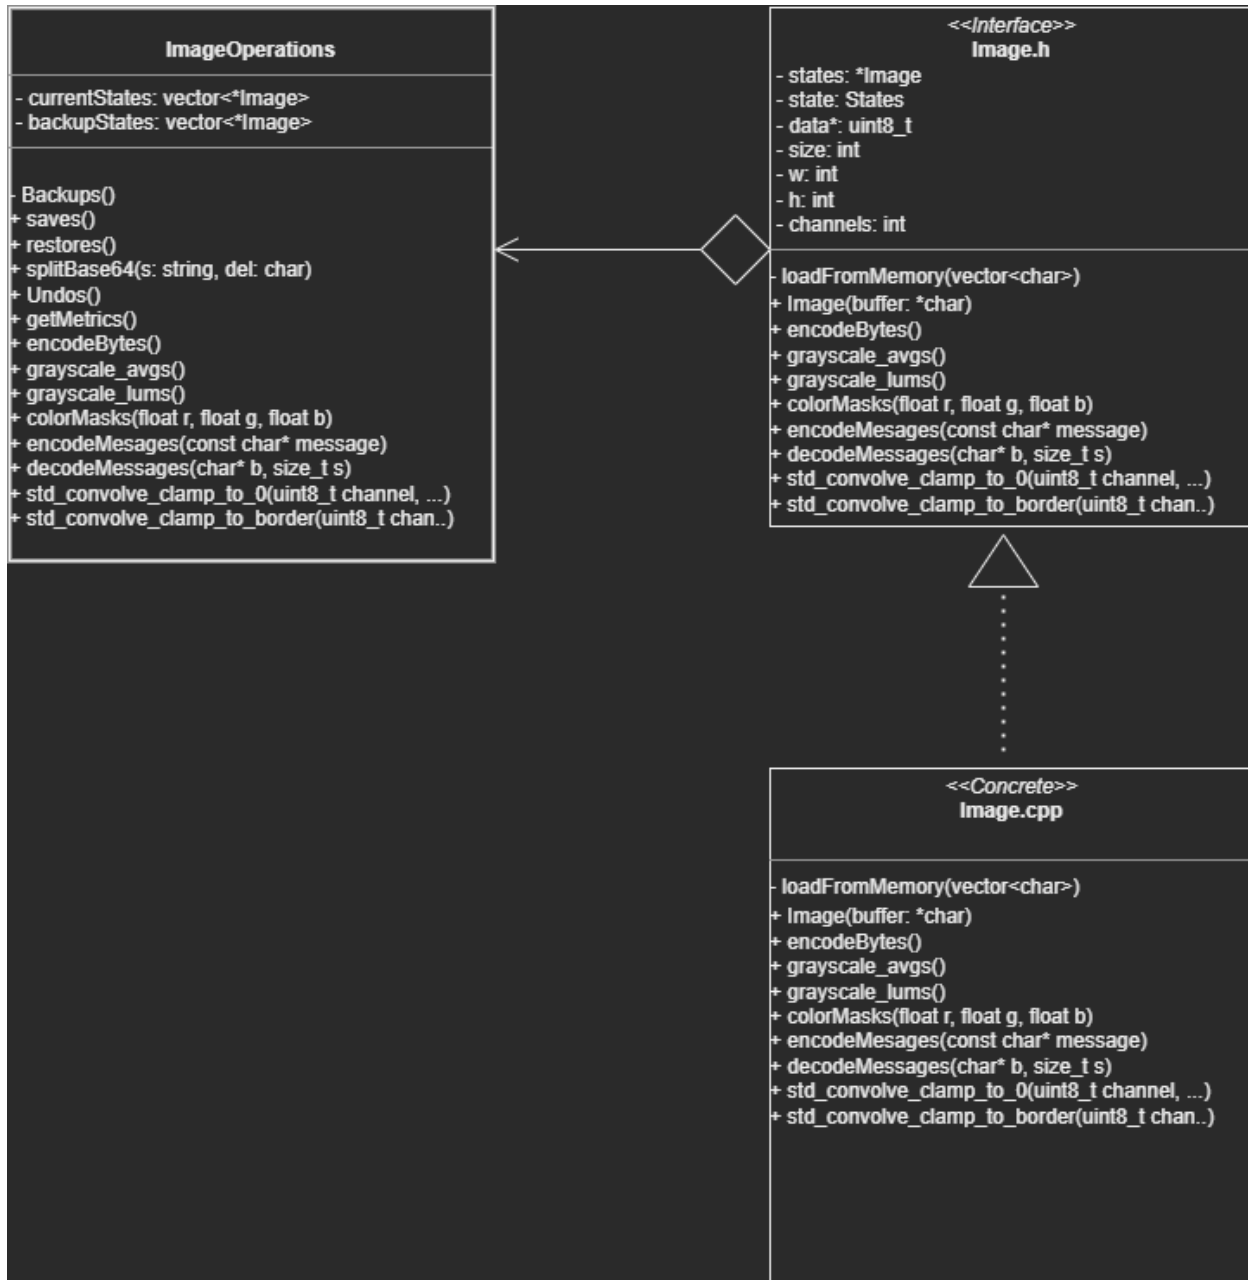 ImageOperations
- currentStates: vector<*Image>
- backupStates: vector<*Image>
- Backups()
+ saves()
+ restores()
+ splitBase64(s: string, del: char)
+ Undos()
+ getMetrics()
+ encodeBytes()
+ grayscale_avgs()
+ grayscale_lums()
+ colorMasks(float r, float g, float b)
+ encodeMesages(const char* message)
+ decodeMessages(char* b, size_t s)
+ std_convolve_clamp_to_0(uint8_t channel, ...)
+ std_convolve_clamp_to_border(uint8_t chan..)
<<Interface>>
Image.h
- states: *Image
- state: States
- data*: uint8_t
- size: int
- w: int
- h: int
- channels: int
- loadFromMemory(vector<char>)
+ Image(buffer: *char)
+ encodeBytes()
+ grayscale_avgs()
+ grayscale_lums()
+ colorMasks(float r, float g, float b)
+ encodeMesages(const char* message)
+ decodeMessages(char* b, size_t s)
+ std_convolve_clamp_to_0(uint8_t channel, ...)
+ std_convolve_clamp_to_border(uint8_t chan..)
<<Concrete>>
Image.cpp
- loadFromMemory(vector<char>)
+ Image(buffer: *char)
+ encodeBytes()
+ grayscale_avgs()
+ grayscale_lums()
+ colorMasks(float r, float g, float b)
+ encodeMesages(const char* message)
+ decodeMessages(char* b, size_t s)
+ std_convolve_clamp_to_0(uint8_t channel, ...)
+ std_convolve_clamp_to_border(uint8_t chan..)